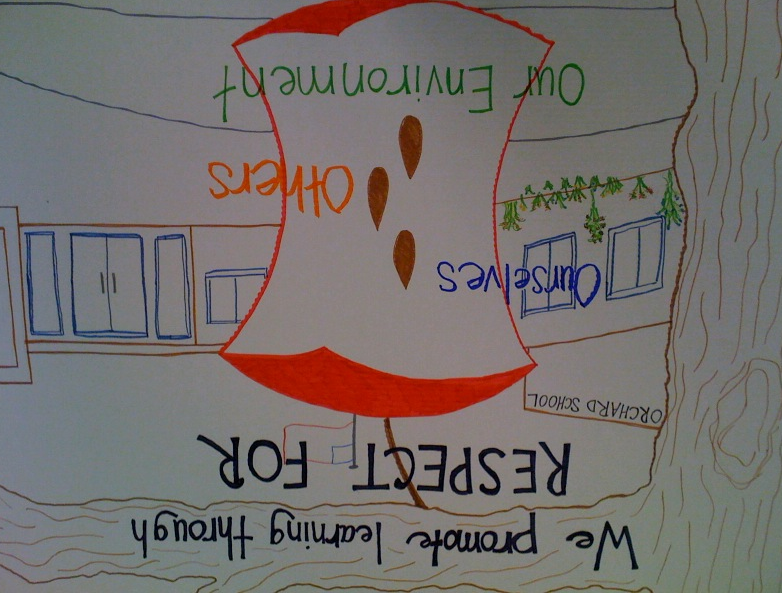 We promote learning through
RESPECT FOR
ORCHARD SCHOOL
Ourselves
Others
Our Environment